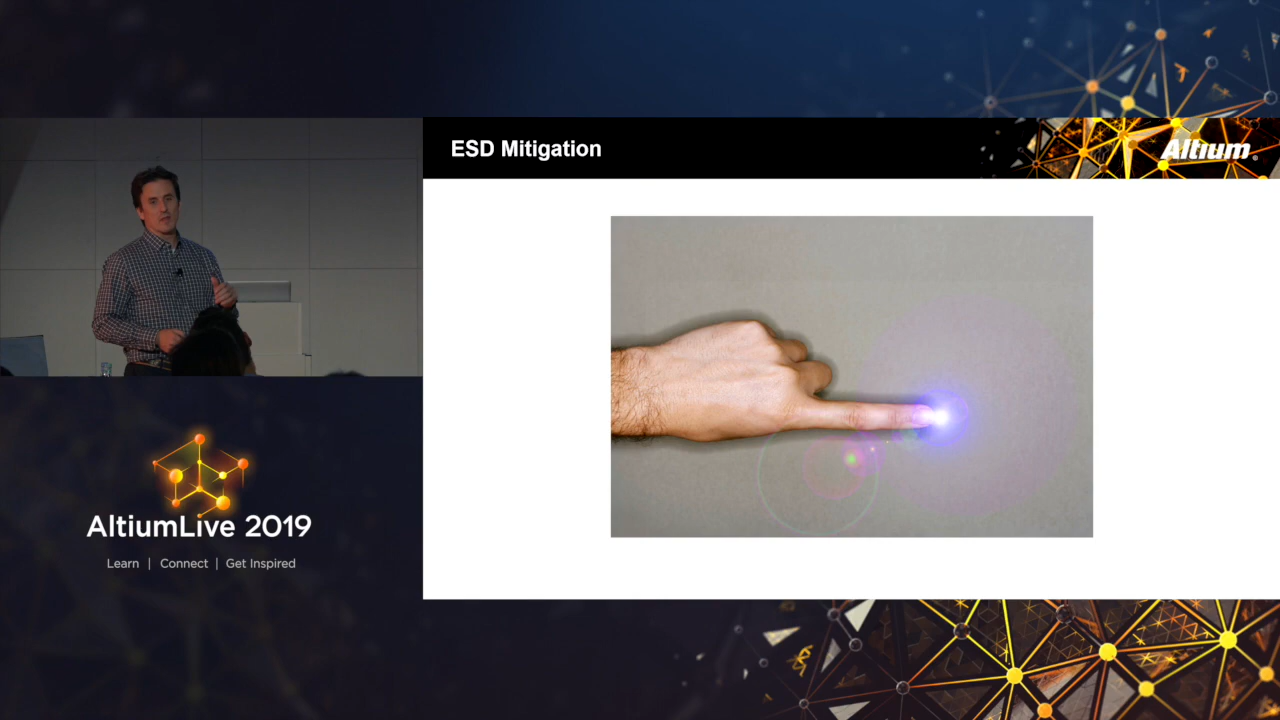 ESD Mitigation
Altium
AltiumLive 2019
Learn | Connect | Get Inspired